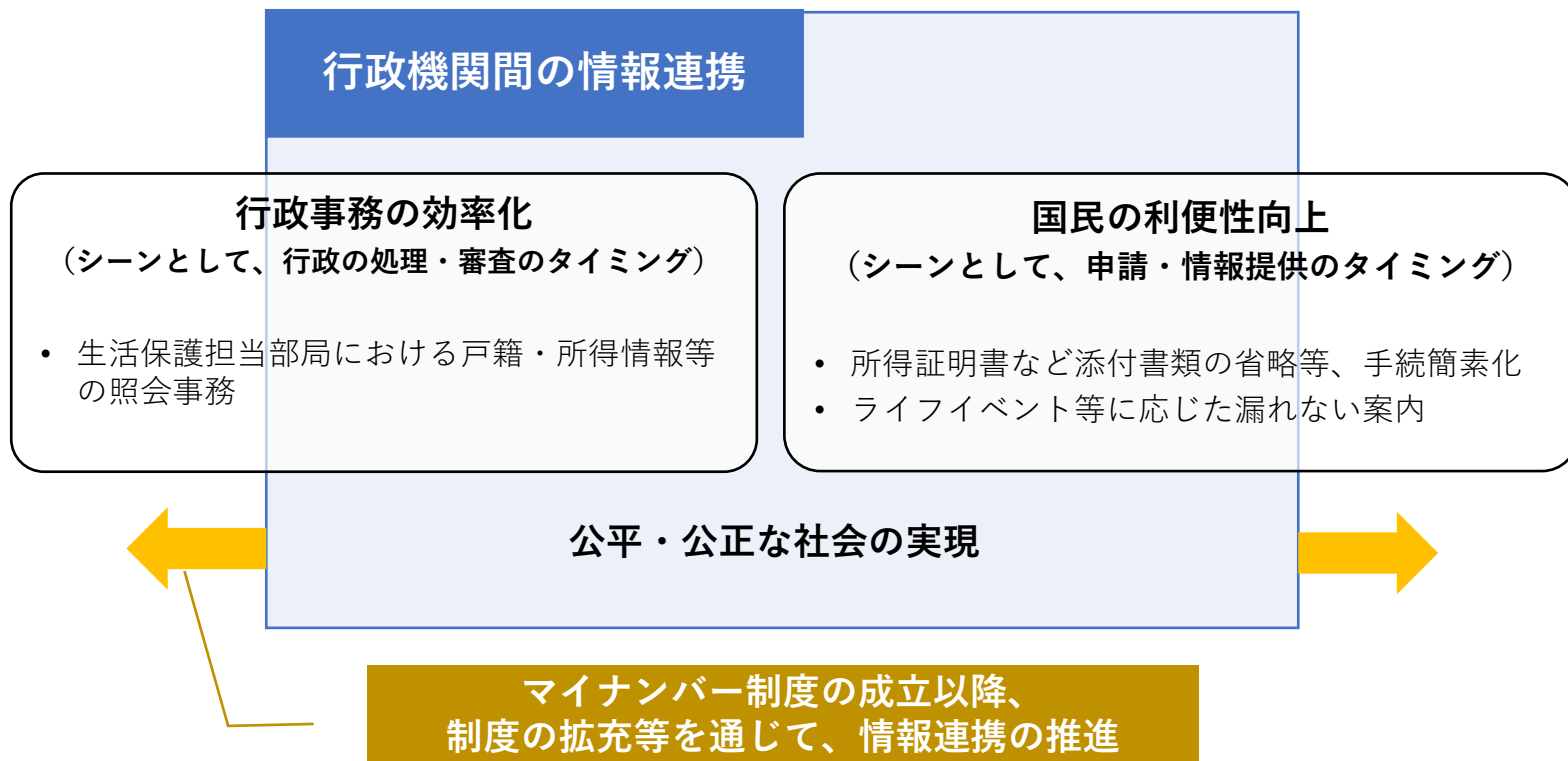 行政機関間の情報連携
行政事務の効率化
（シーンとして、行政の処理・審査のタイミング）
• 生活保護担当部局における戸籍・所得情報等
の照会事務
国民の利便性向上
（シーンとして、申請・情報提供のタイミング）
• 所得証明書など添付書類の省略等、手続簡素化
• ライフイベント等に応じた漏れない案内
公平・公正な社会の実現
マイナンバー制度の成立以降、
制度の拡充等を通じて、情報連携の推進